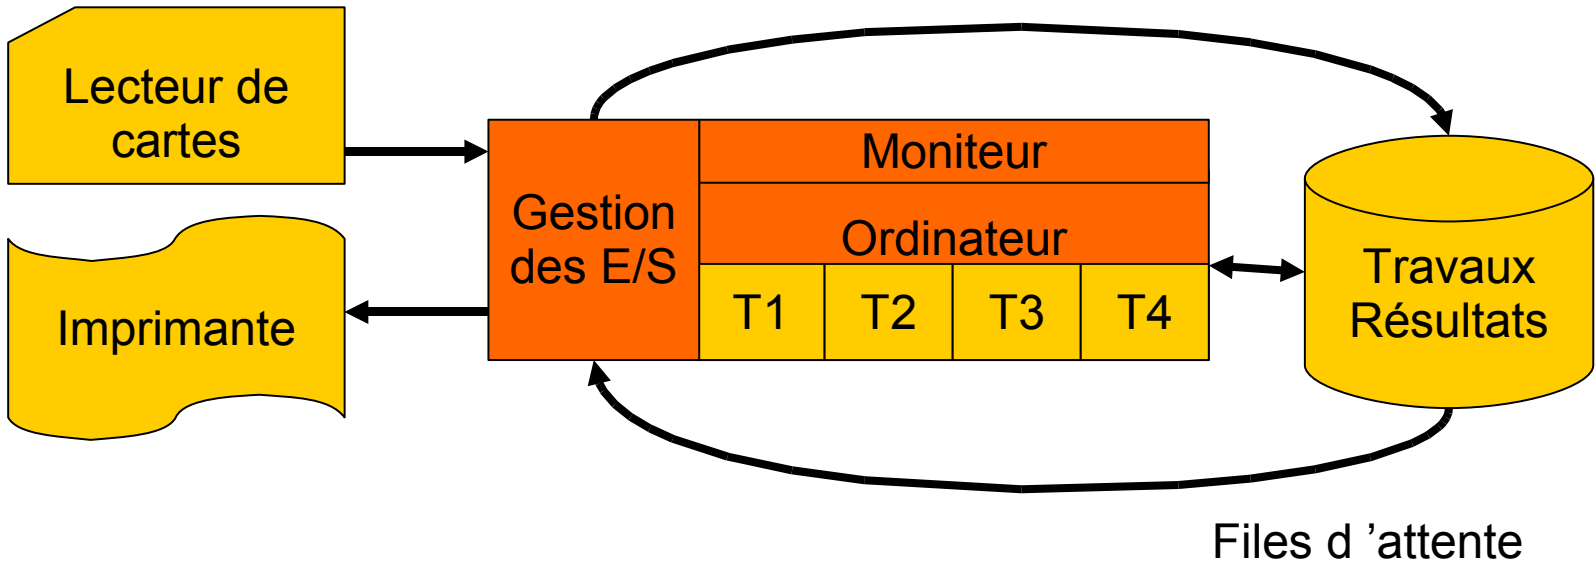 Lecteur de
cartes
Imprimante
Gestion
des E/S
Moniteur
Ordinateur
T1 T2 T3 T4
Travaux
Résultats
Files d ’attente